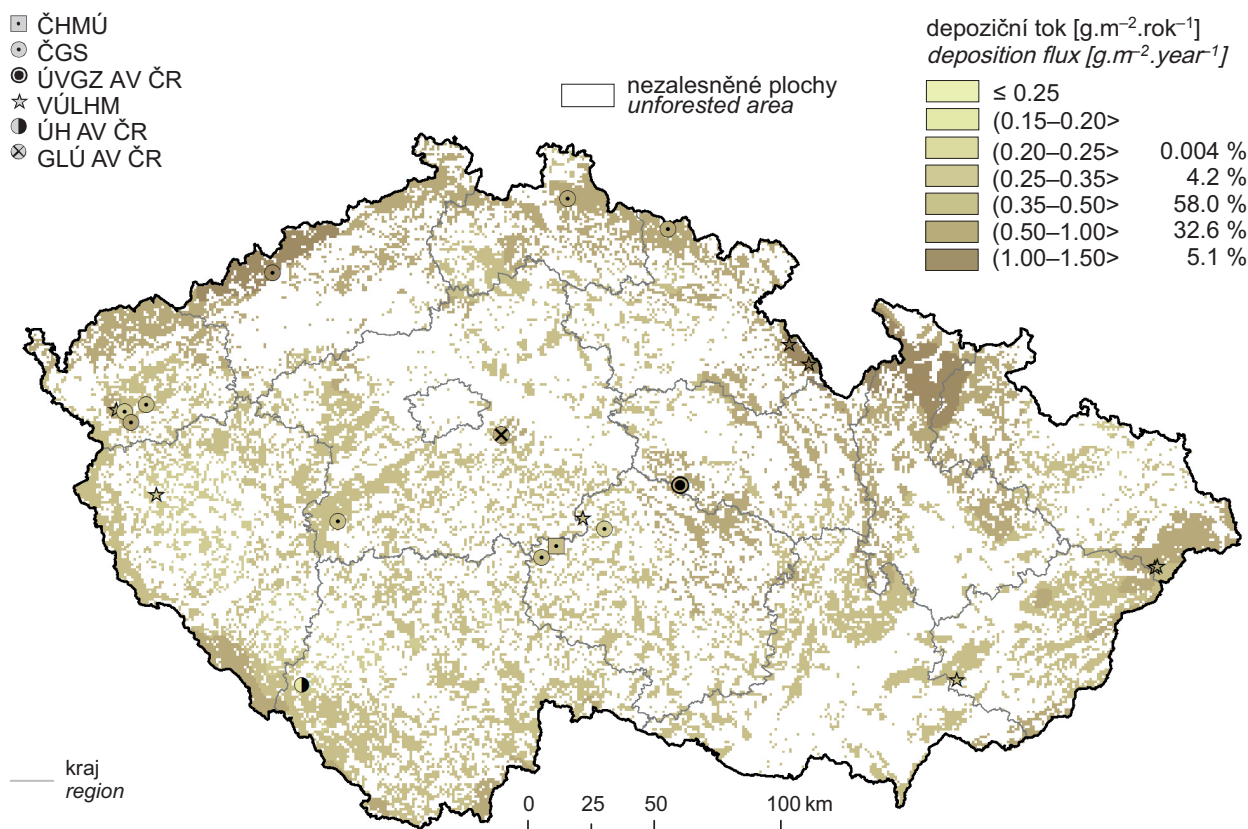 ČHMÚ
ČGS
ÚVGZ AV ČR
VÚLHM
ÚH AV ČR
GLÚ AV ČR
nezalesněné plochy
unforested area
depoziční tok [g.m⁻².rok⁻¹]
deposition flux [g.m⁻².year⁻¹]
≤ 0.25
(0.15–0.20>
(0.20–0.25> 0.004 %
(0.25–0.35> 4.2 %
(0.35–0.50> 58.0 %
(0.50–1.00> 32.6 %
(1.00–1.50> 5.1 %
kraj
region
0 25 50 100 km